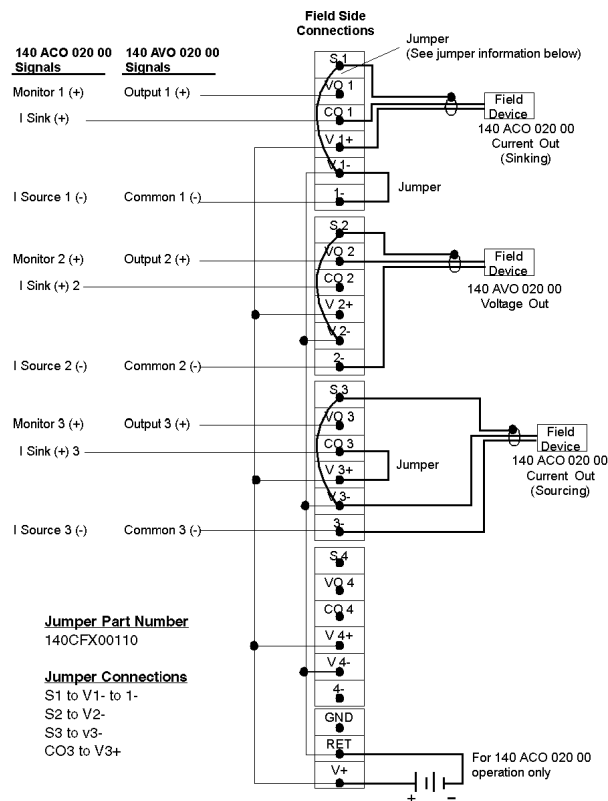 Field Side
Connections
140 ACO 020 00
Signals
140 AVO 020 00
Signals
Jumper
(See jumper information below)
S 1
Monitor 1 (+)
Output 1 (+)
VO 1
I Sink (+)
CO 1
Field
Device
140 ACO 020 00
Current Out
(Sinking)
V 1+
V 1-
Jumper
I Source 1 (-)
Common 1 (-)
1-
S 2
Monitor 2 (+)
Output 2 (+)
VO 2
Field
Device
I Sink (+) 2
CO 2
140 AVO 020 00
Voltage Out
V 2+
V 2-
I Source 2 (-)
Common 2 (-)
2-
S 3
Monitor 3 (+)
Output 3 (+)
VO 3
Field
Device
I Sink (+) 3
CO 3
140 ACO 020 00
Current Out
(Sourcing)
Jumper
V 3+
V 3-
I Source 3 (-)
Common 3 (-)
3-
S 4
VO 4
CO 4
V 4+
V 4-
4-
Jumper Part Number
140CFX00110
Jumper Connections
S1 to V1- to 1-
S2 to V2-
S3 to v3-
CO3 to V3+
GND
RET
V+
For 140 ACO 020 00
operation only
+ −